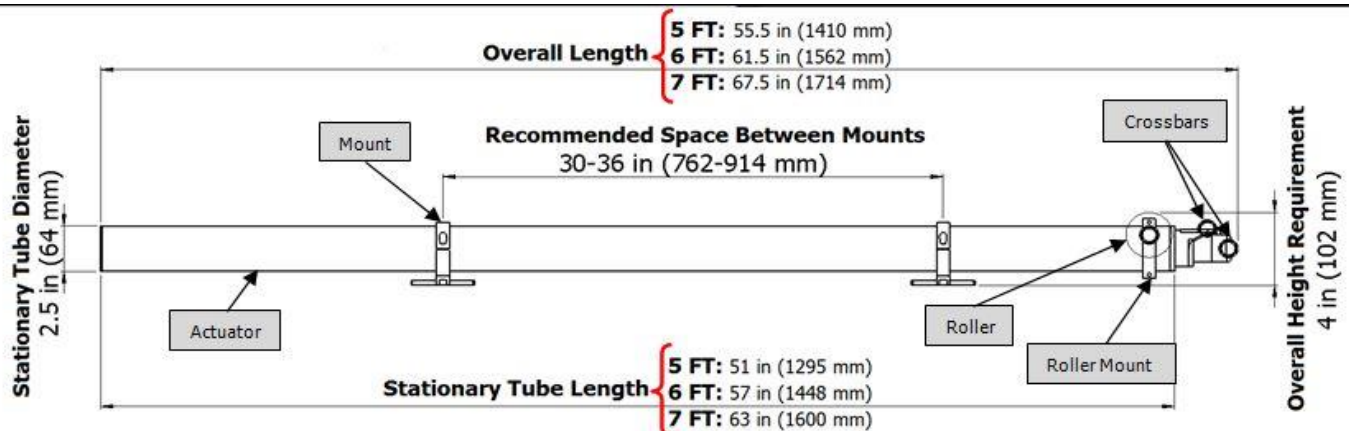 Overall Length
5 FT: 55.5 in (1410 mm)
6 FT: 61.5 in (1562 mm)
7 FT: 67.5 in (1714 mm)
Stationary Tube Diameter
2.5 in (64 mm)
Mount
Recommended Space Between Mounts
30-36 in (762-914 mm)
Crossbars
Overall Height Requirement
4 in (102 mm)
Actuator
Roller
Roller Mount
Stationary Tube Length
5 FT: 51 in (1295 mm)
6 FT: 57 in (1448 mm)
7 FT: 63 in (1600 mm)